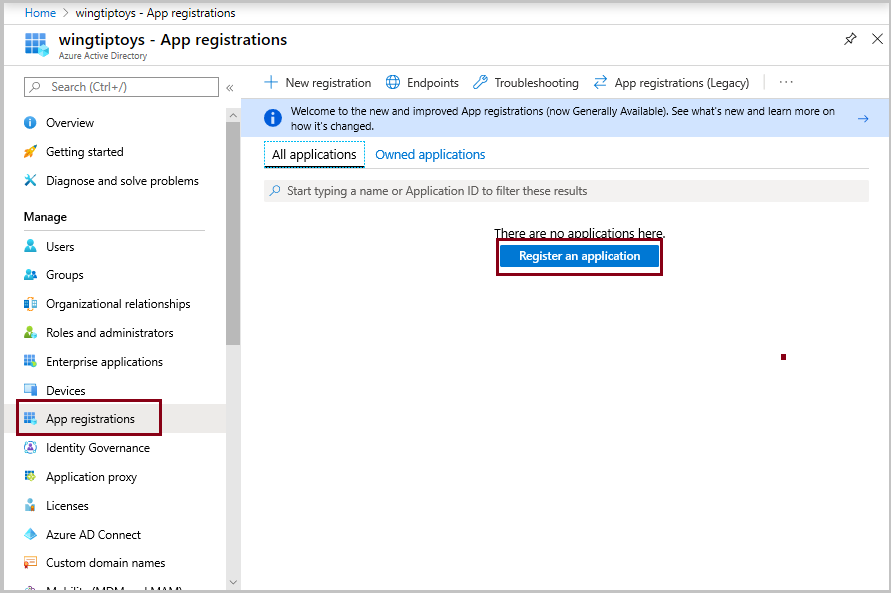 Home > wingtiptoys - App registrations
wingtiptoys - App registrations
Azure Active Directory
Search (Ctrl+/)
«
Overview
Getting started
Diagnose and solve problems
Manage
Users
Groups
Organizational relationships
Roles and administrators
Enterprise applications
Devices
App registrations
Identity Governance
Application proxy
Licenses
Azure AD Connect
Custom domain names
Mobility (MDM and MAM)
New registration Endpoints Troubleshooting App registrations (Legacy) ...
Welcome to the new and improved App registrations (now Generally Available). See what's new and learn more on
how it's changed.
All applications Owned applications
Start typing a name or Application ID to filter these results
There are no applications here.
Register an application